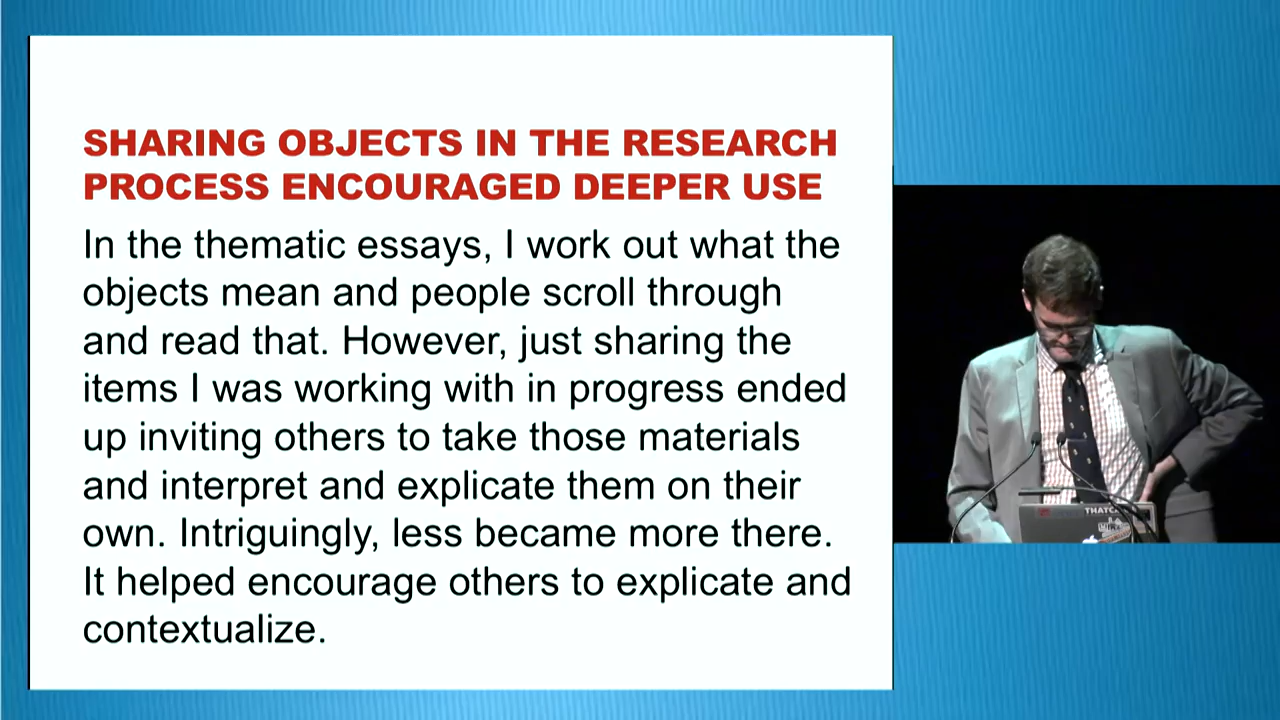 SHARING OBJECTS IN THE RESEARCH
PROCESS ENCOURAGED DEEPER USE
In the thematic essays, I work out what the
objects mean and people scroll through
and read that. However, just sharing the
items I was working with in progress ended
up inviting others to take those materials
and interpret and explicate them on their
own. Intriguingly, less became more there.
It helped encourage others to explicate and
contextualize.